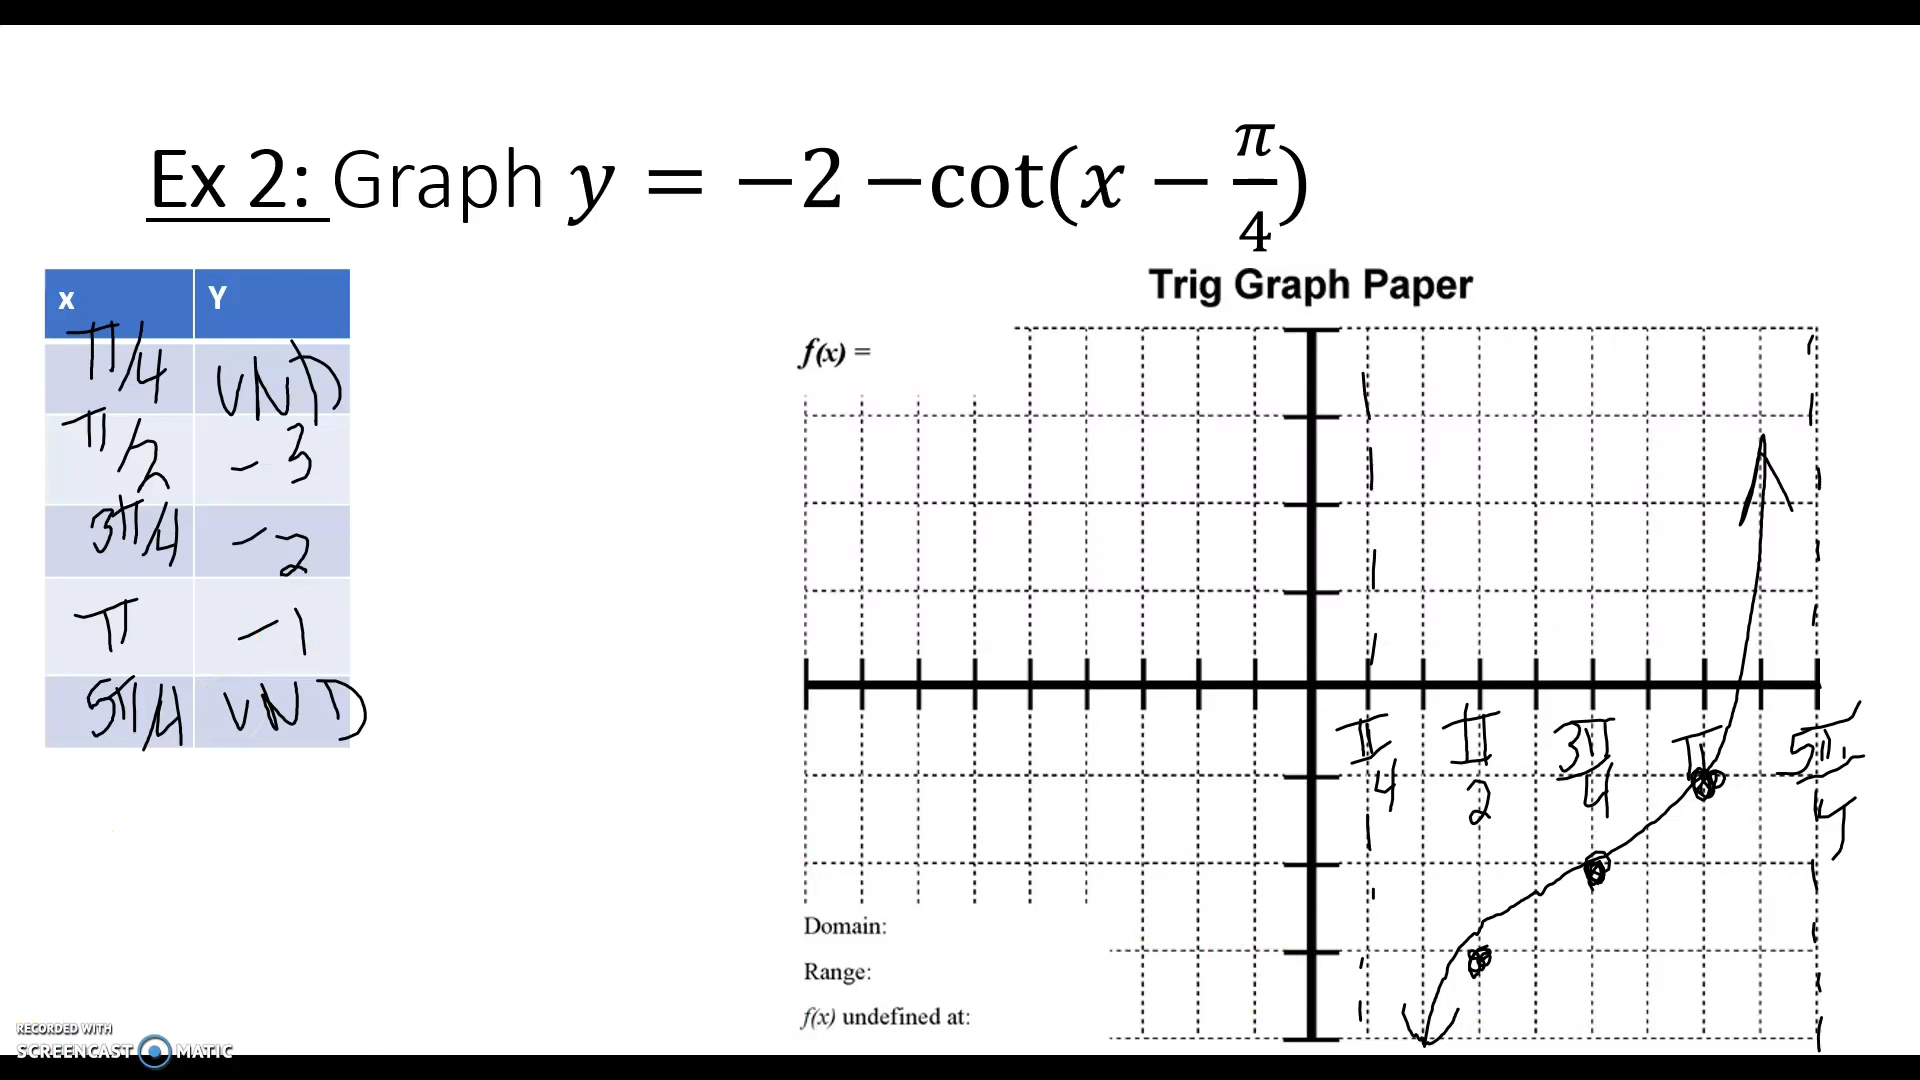 Ex 2: Graph y = −2 −cot(x − π/4)
Trig Graph Paper
x Y
π/4 UND
π/2 -3
3π/4 -2
π -1
5π/4 UND
f(x) =
π/4 π/2 3π/4 π 5π/4
Domain:
Range:
f(x) undefined at:
RECORDED WITH
SCREENCAST MATIC